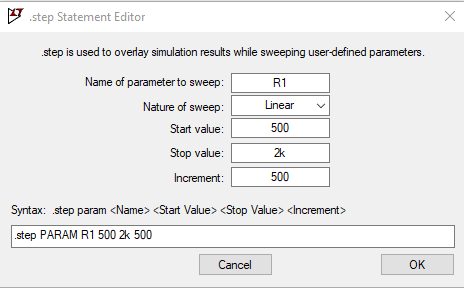 .step Statement Editor
.step is used to overlay simulation results while sweeping user-defined parameters.
Name of parameter to sweep: R1
Nature of sweep: Linear
Start value: 500
Stop value: 2k
Increment: 500
Syntax: .step param <Name> <Start Value> <Stop Value> <Increment>
.step PARAM R1 500 2k 500
Cancel OK